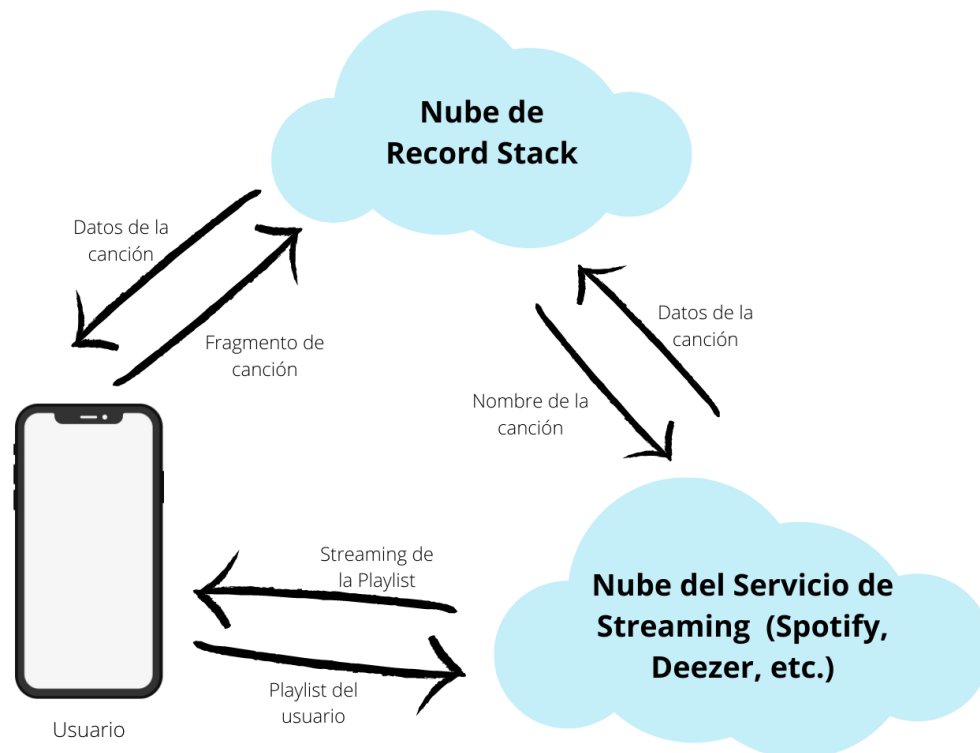 Nube de
Record Stack
Datos de la
canción
Fragmento de
canción
Datos de la
canción
Nombre de la
canción
Streaming de
la Playlist
Nube del Servicio de
Streaming (Spotify,
Deezer, etc.)
Playlist del
usuario
Usuario